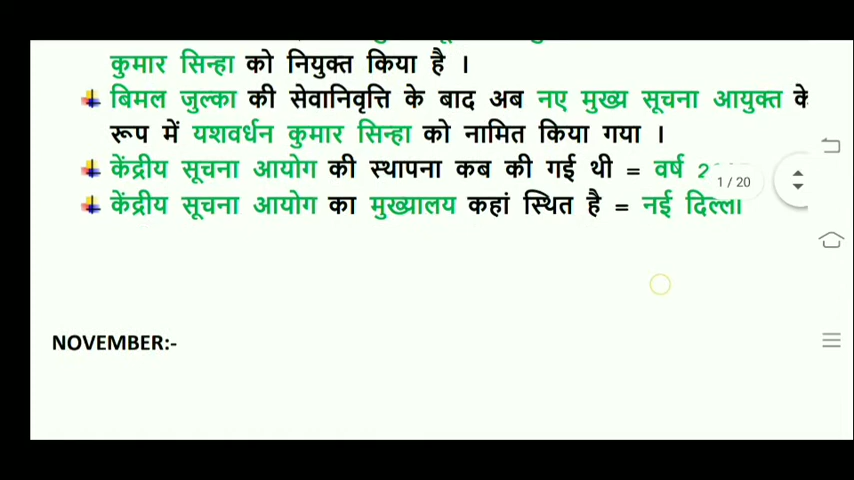 कुमार सिन्हा को नियुक्त किया है ।
बिमल जुल्का की सेवानिवृत्ति के बाद अब नए मुख्य सूचना आयुक्त के
रूप में यशवर्धन कुमार सिन्हा को नामित किया गया ।
केंद्रीय सूचना आयोग की स्थापना कब की गई थी = वर्ष
1 / 20
केंद्रीय सूचना आयोग का मुख्यालय कहां स्थित है = नई दिल्ली
NOVEMBER:-